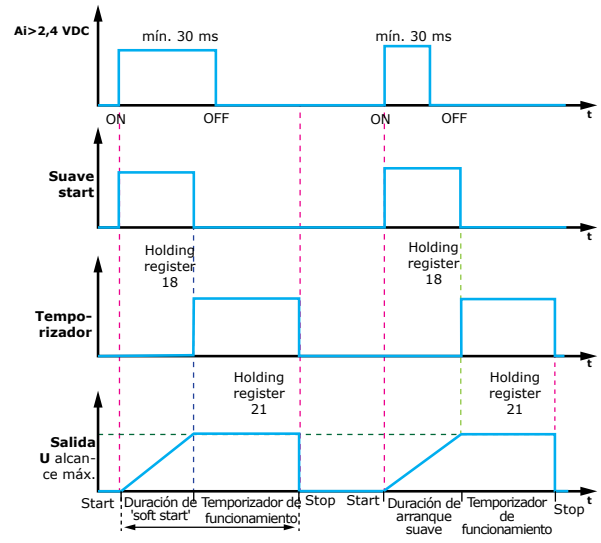 Ai>2,4 VDC
mín. 30 ms
mín. 30 ms
ON
OFF
ON
OFF
t
Suave
start
t
Holding
register
18
Holding
register
18
Tempo-
rizador
t
Holding
register
21
Holding
register
21
Salida
U alcan-
ce máx.
t
Start
Duración de
'soft start'
Temporizador de
funcionamiento
Stop
Start
Duración de
arranque
suave
Temporizador
de
funcionamiento
Stop